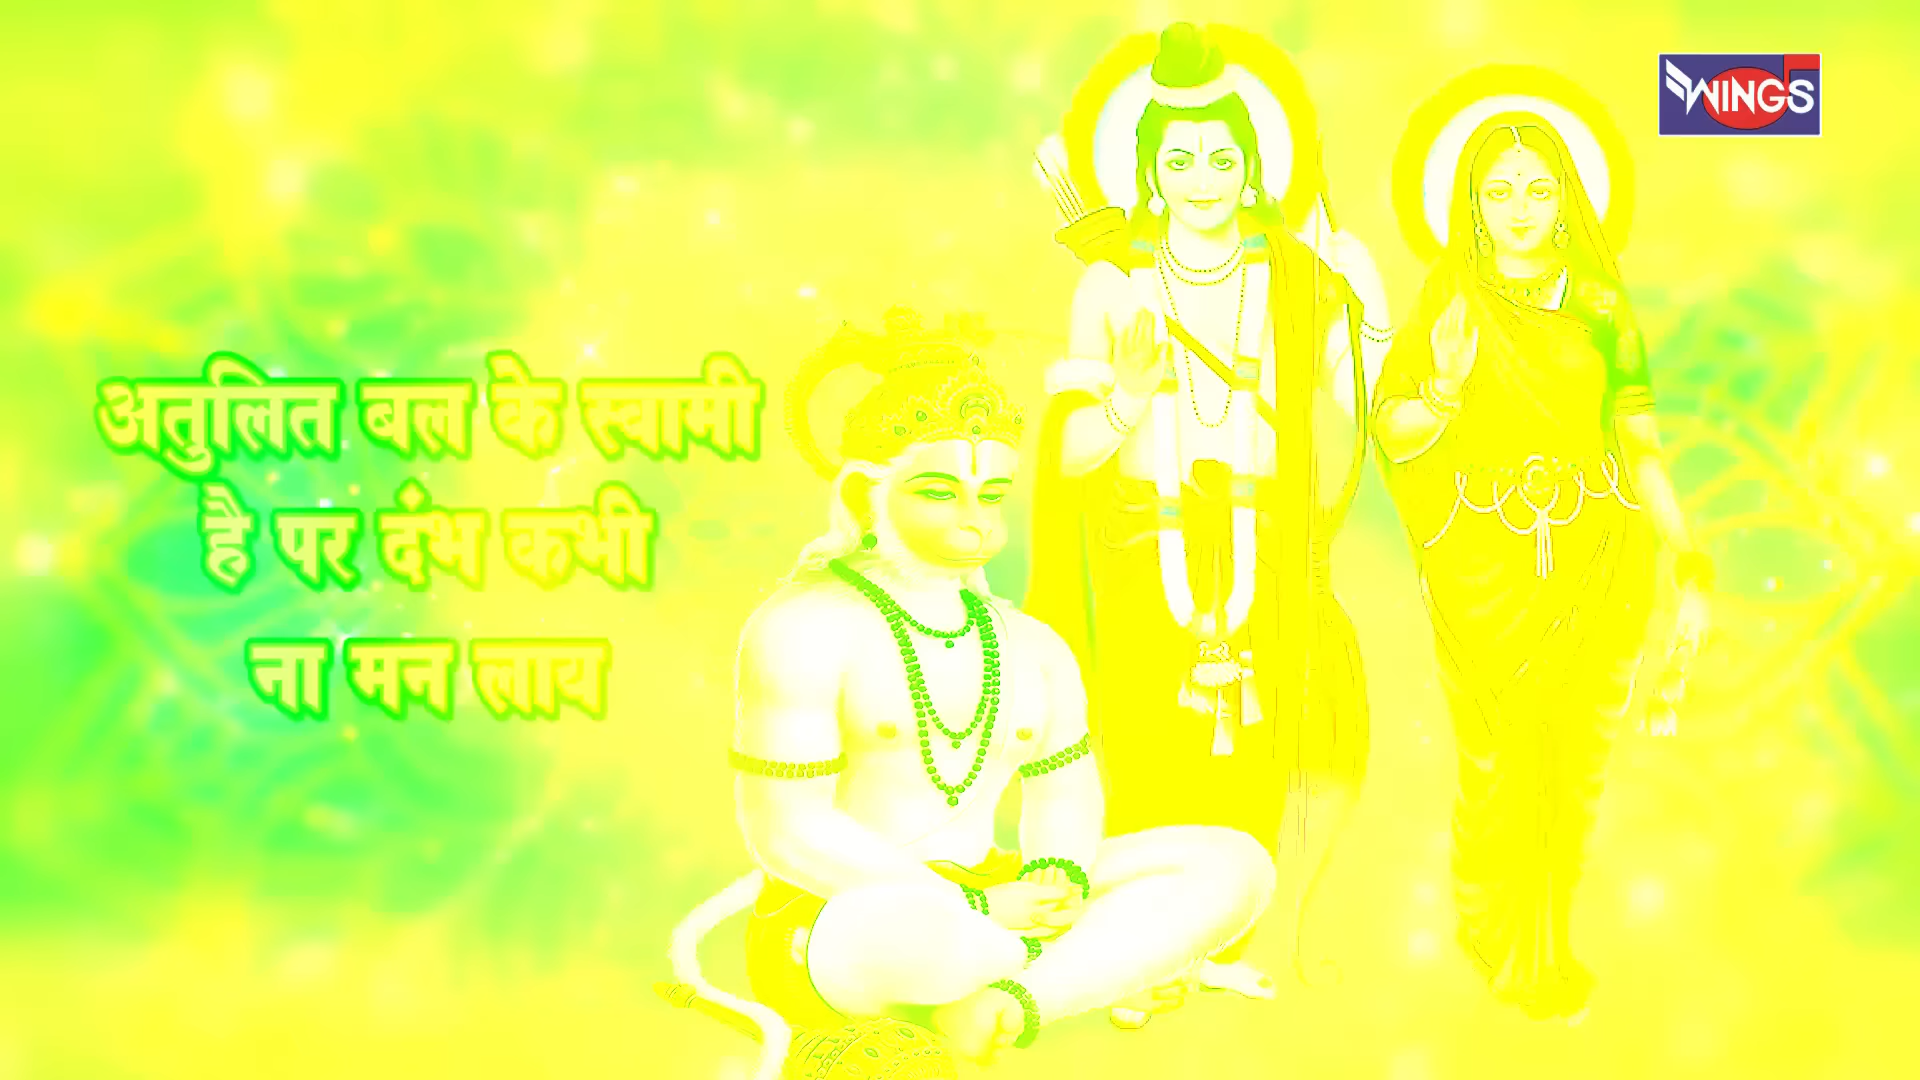 WINGS
अतुलित बल के स्वामी
है पर दंभ कभी
ना मन लाय